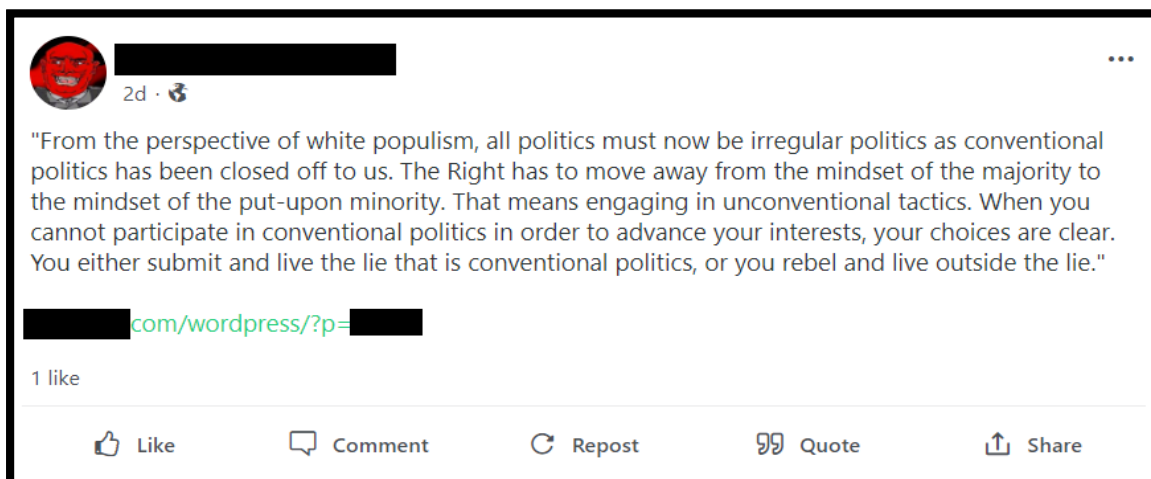 2d ·
"From the perspective of white populism, all politics must now be irregular politics as conventional
politics has been closed off to us. The Right has to move away from the mindset of the majority to
the mindset of the put-upon minority. That means engaging in unconventional tactics. When you
cannot participate in conventional politics in order to advance your interests, your choices are clear.
You either submit and live the lie that is conventional politics, or you rebel and live outside the lie."
com/wordpress/?p=
1 like
Like Comment Repost Quote Share